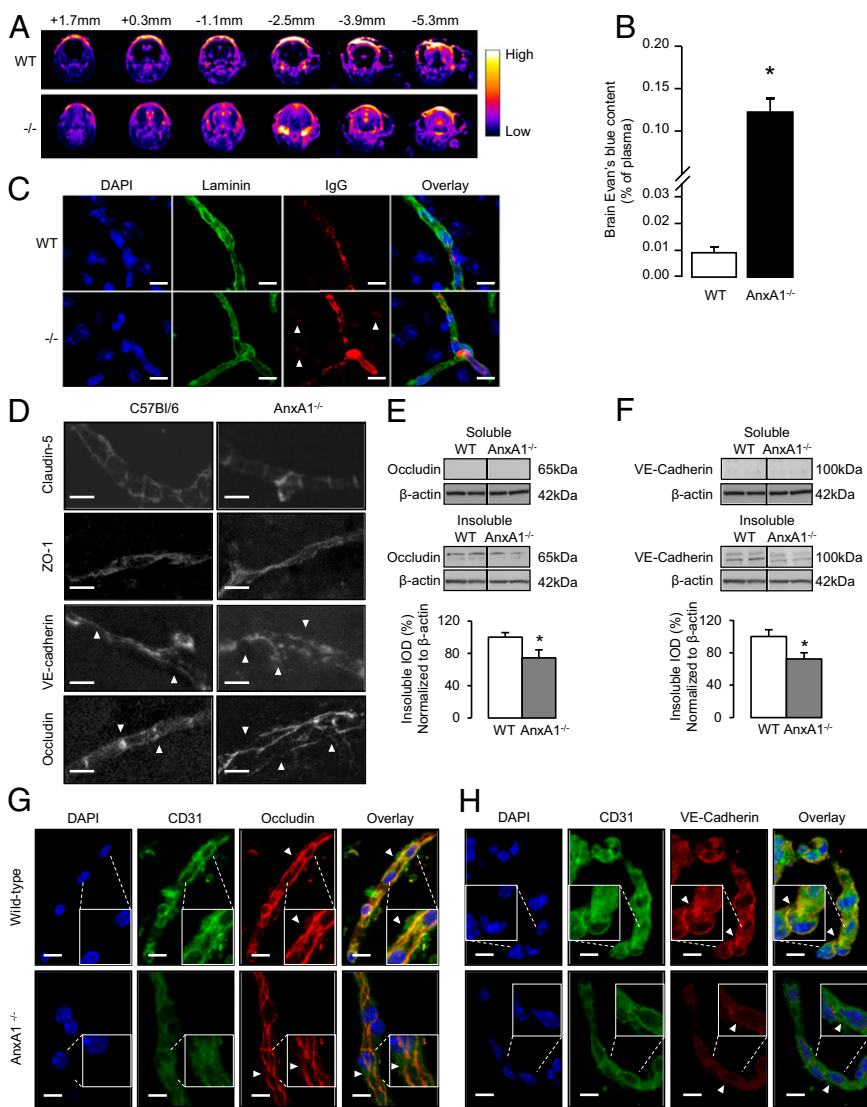 A
+1.7mm +0.3mm -1.1mm -2.5mm -3.9mm -5.3mm
WT
-/-
High
Low
B
Brain Evan's blue content
(% of plasma)
0.20
0.15
0.10
0.03
0.02
0.01
0.00
*
WT AnxA1-/-
C
DAPI Laminin IgG Overlay
WT
-/-
D
C57Bl/6 AnxA1-/-
Claudin-5
ZO-1
VE-cadherin
Occludin
E
Soluble
WT AnxA1-/-
Occludin 65kDa
β-actin 42kDa
Insoluble
WT AnxA1-/-
Occludin 65kDa
β-actin 42kDa
Insoluble IOD (%)
Normalized to β-actin
120
80
40
0
*
WT AnxA1-/-
F
Soluble
WT AnxA1-/-
VE-Cadherin 100kDa
β-actin 42kDa
Insoluble
WT AnxA1-/-
VE-Cadherin 100kDa
β-actin 42kDa
Insoluble IOD (%)
Normalized to β-actin
120
80
40
0
*
WT AnxA1-/-
G
DAPI CD31 Occludin Overlay
Wild-type
AnxA1 -/-
H
DAPI CD31 VE-Cadherin Overlay